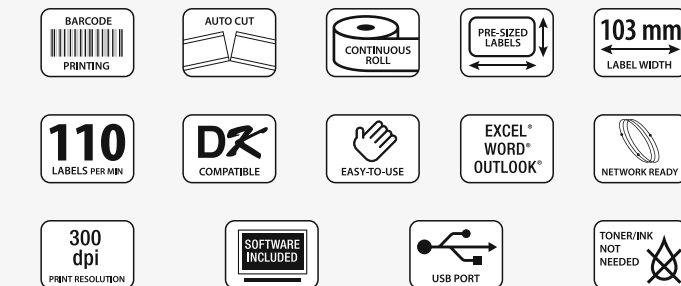 BARCODE
PRINTING
AUTO CUT
CONTINUOUS
ROLL
PRE-SIZED
LABELS
103 mm
LABEL WIDTH
110
LABELS PER MIN
DK
COMPATIBLE
EASY-TO-USE
EXCEL®
WORD®
OUTLOOK®
NETWORK READY
300
dpi
PRINT RESOLUTION
SOFTWARE
INCLUDED
USB PORT
TONER/INK
NOT
NEEDED